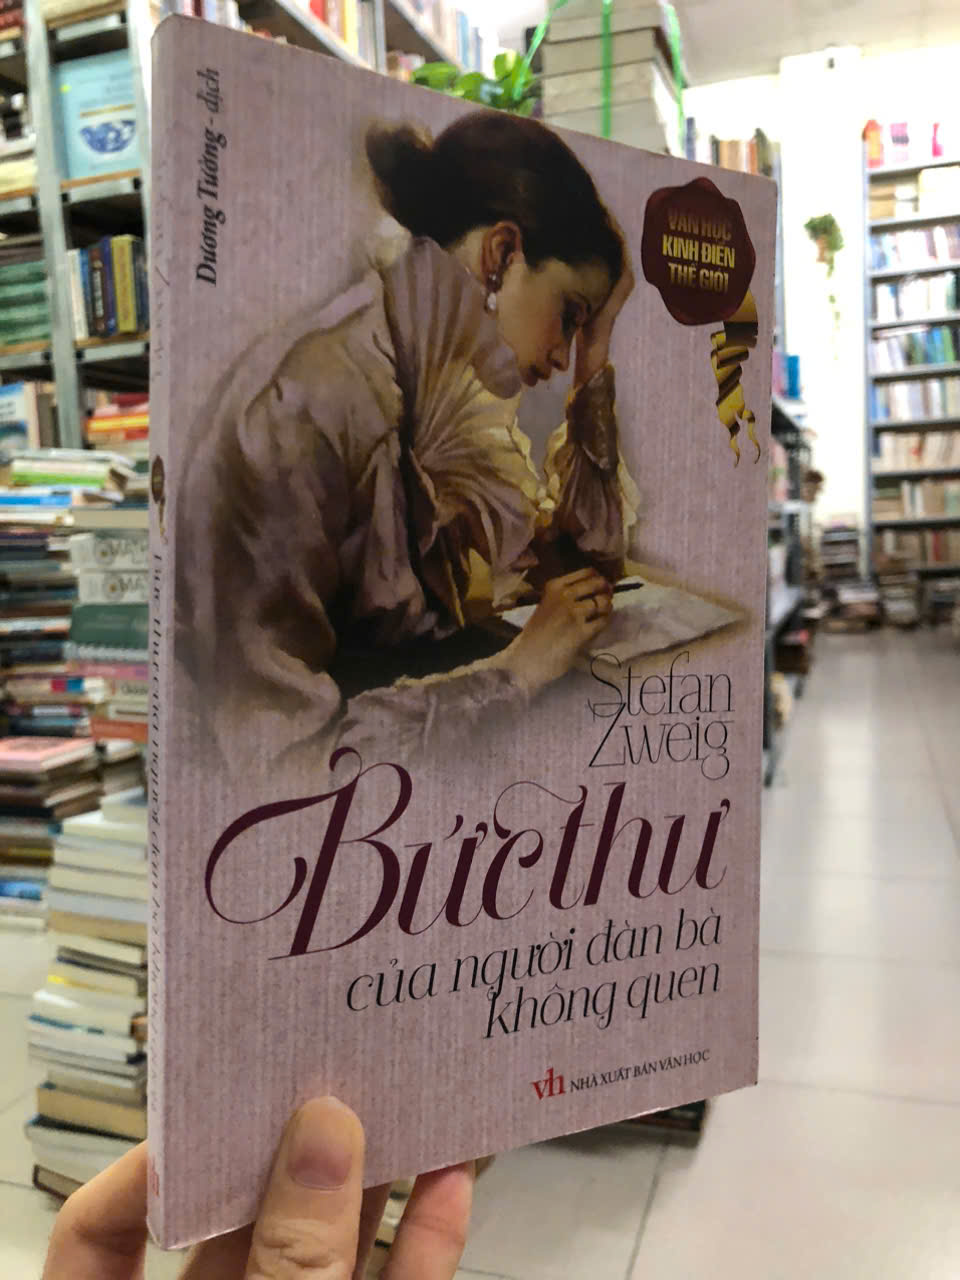 Dương Tường - dịch
VĂN HỌC
KINH ĐIỂN
THẾ GIỚI
Stefan
Zweig
Bức thư
của người đàn bà
không quen
vh NHÀ XUẤT BẢN VĂN HỌC